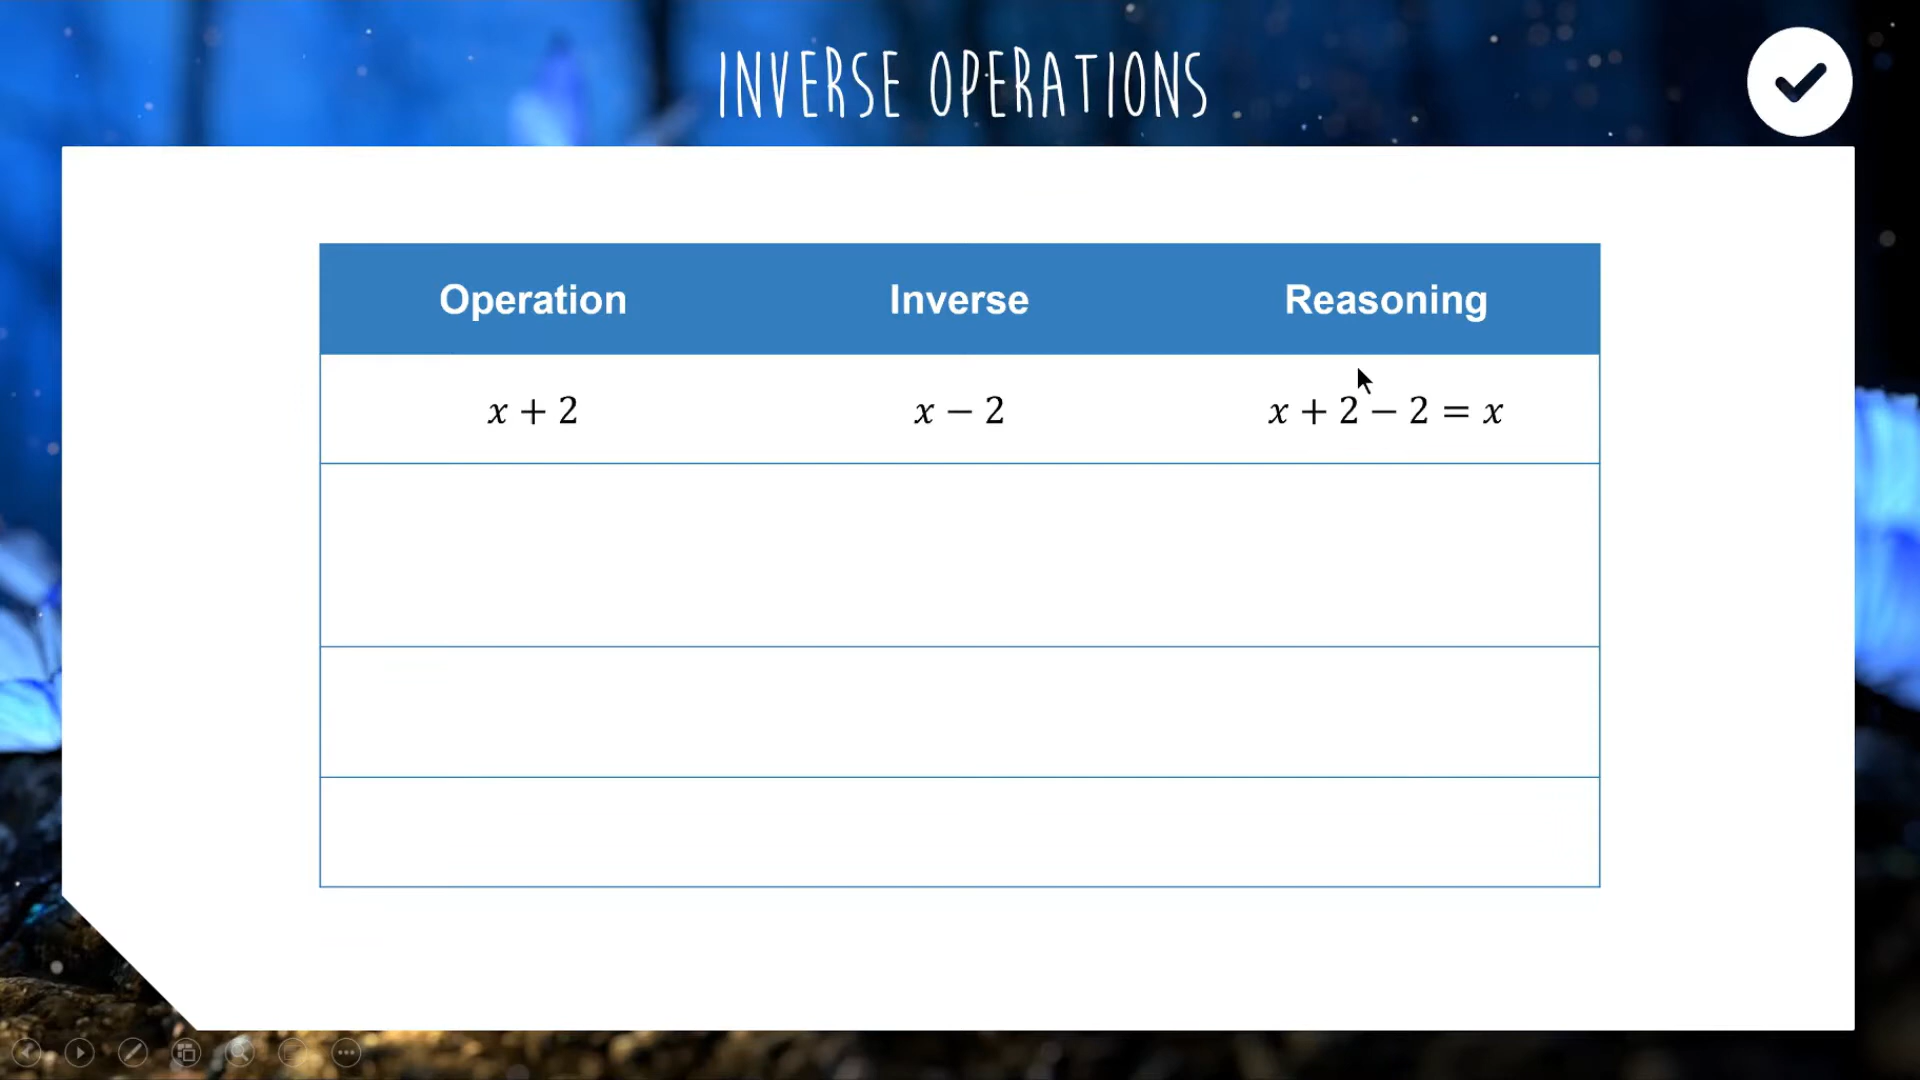 INVERSE OPERATIONS
Operation Inverse Reasoning
x + 2 x − 2 x + 2 − 2 = x